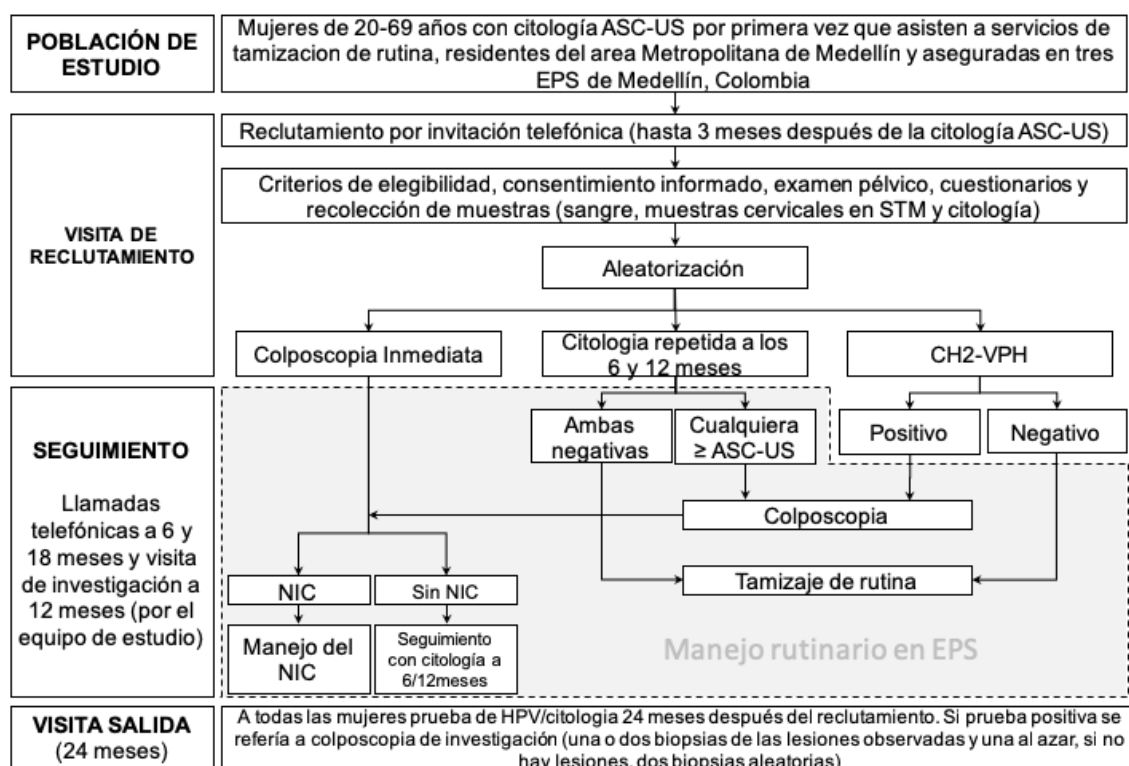 POBLACIÓN DE
ESTUDIO
Mujeres de 20-69 años con citología ASC-US por primera vez que asisten a servicios de
tamizacion de rutina, residentes del area Metropolitana de Medellín y aseguradas en tres
EPS de Medellín, Colombia
VISITA DE
RECLUTAMIENTO
Reclutamiento por invitación telefónica (hasta 3 meses después de la citología ASC-US)
Criterios de elegibilidad, consentimiento informado, examen pélvico, cuestionarios y
recolección de muestras (sangre, muestras cervicales en STM y citología)
Aleatorización
Colposcopia Inmediata
Citologia repetida a los
6 y 12 meses
CH2-VPH
SEGUIMIENTO
Llamadas
telefónicas a 6 y
18 meses y visita
de investigación a
12 meses (por el
equipo de estudio)
Ambas
negativas
Cualquiera
≥ ASC-US
Positivo
Negativo
Colposcopia
NIC
Sin NIC
Tamizaje de rutina
Manejo del
NIC
Seguimiento
con citología a
6/12meses
Manejo rutinario en EPS
VISITA SALIDA
(24 meses)
A todas las mujeres prueba de HPV/citologia 24 meses después del reclutamiento. Si prueba positiva se
refería a colposcopia de investigación (una o dos biopsias de las lesiones observadas y una al azar, si no
hay lesiones, dos biopsias aleatorias)